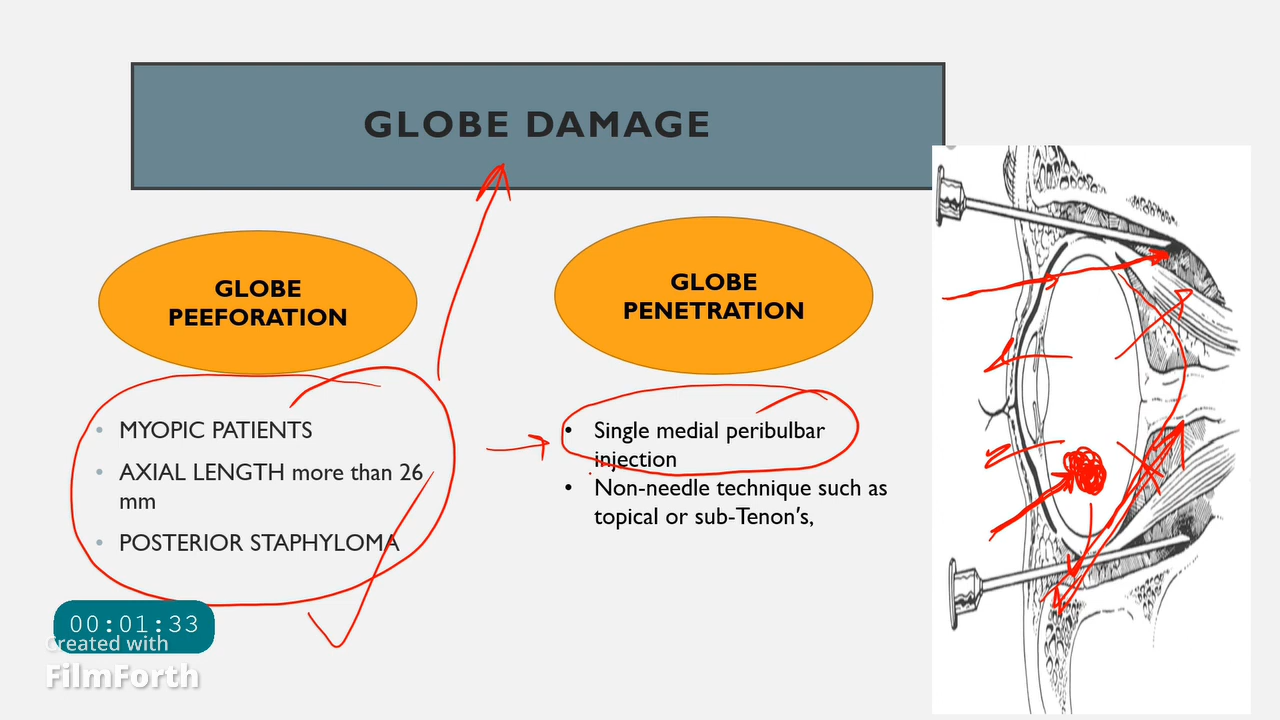 GLOBE DAMAGE
GLOBE
PEEFORATION
• MYOPIC PATIENTS
• AXIAL LENGTH more than 26
mm
• POSTERIOR STAPHYLOMA
GLOBE
PENETRATION
• Single medial peribulbar
injection
• Non-needle technique such as
topical or sub-Tenon's,
00:01:33
Created with
FilmForth